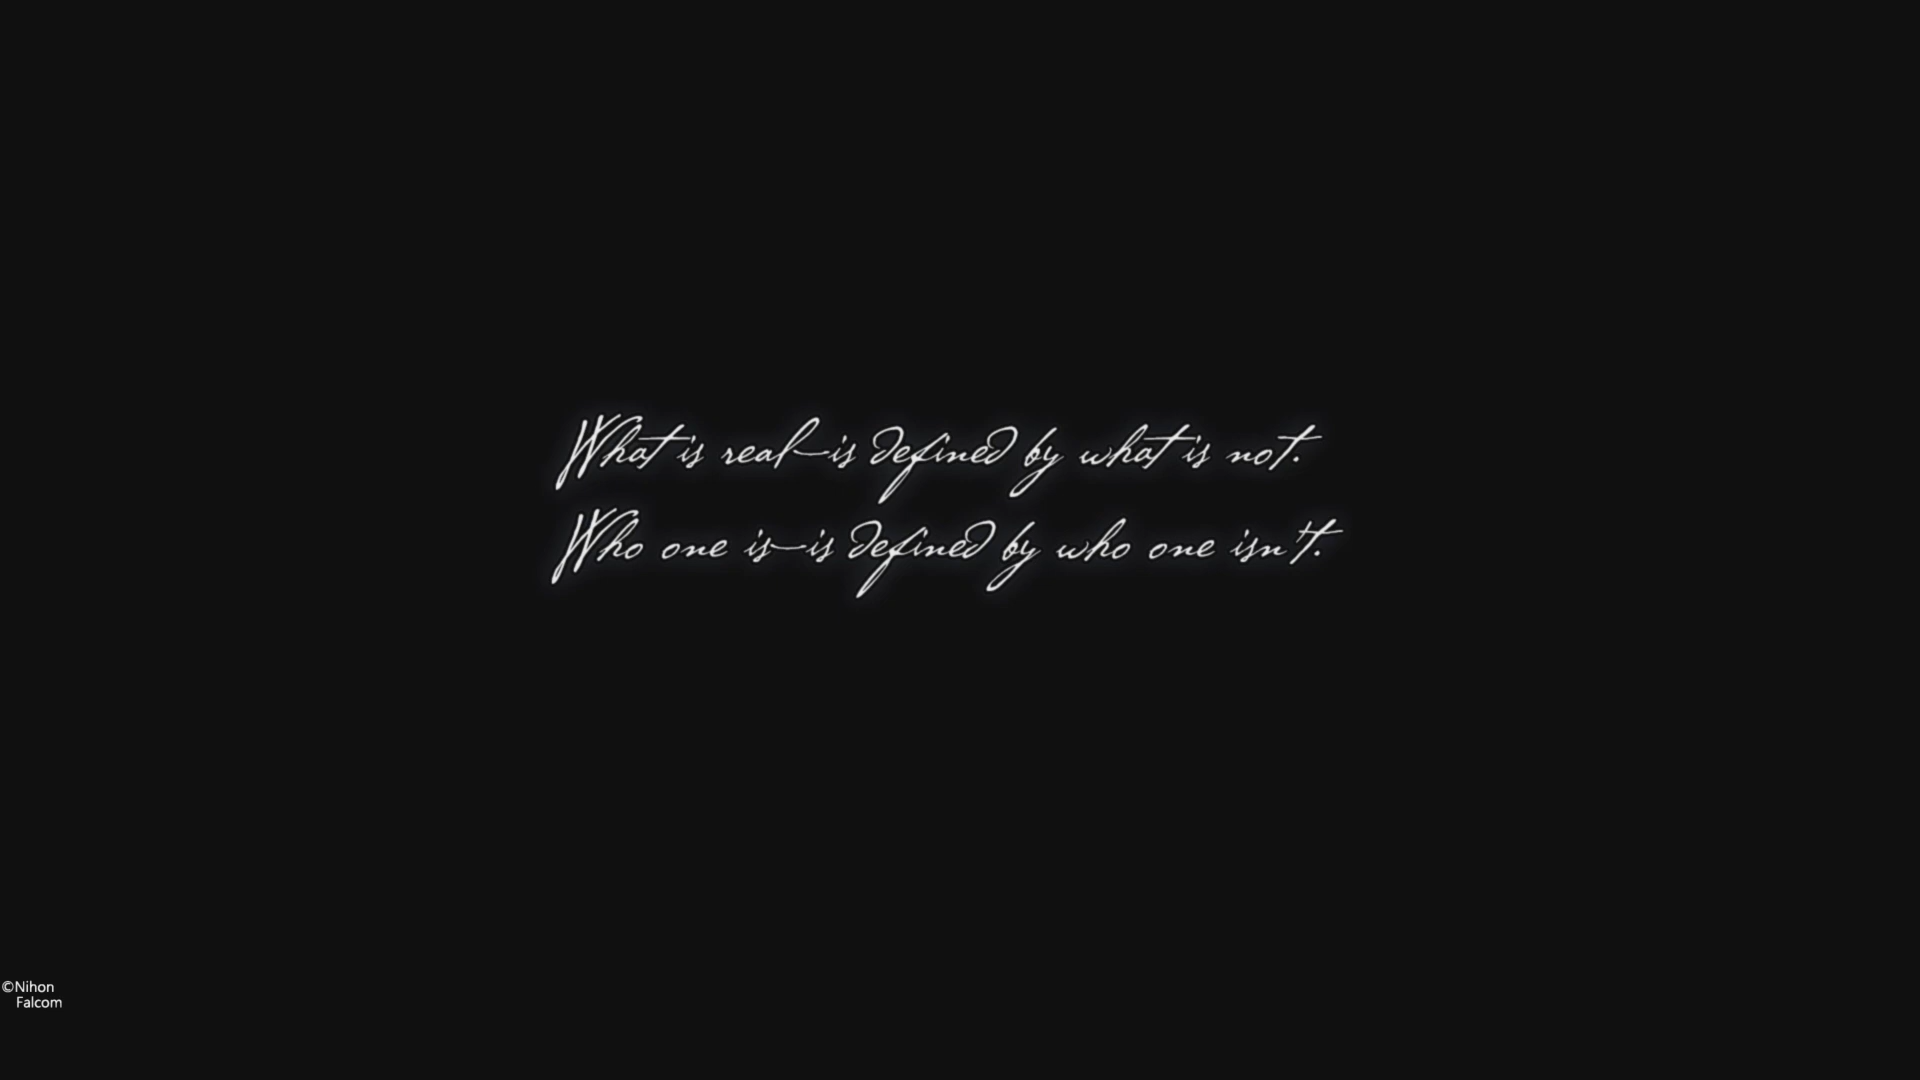 What is real—is defined by what is not.
Who one is—is defined by who one isn't.
©Nihon
Falcom